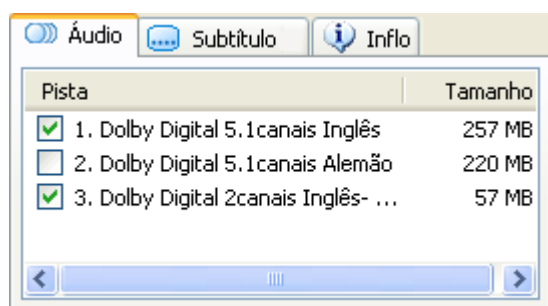 Áudio Subtítulo Inflo
Pista Tamanho
1. Dolby Digital 5.1canais Inglês 257 MB
2. Dolby Digital 5.1canais Alemão 220 MB
3. Dolby Digital 2canais Inglês- ... 57 MB